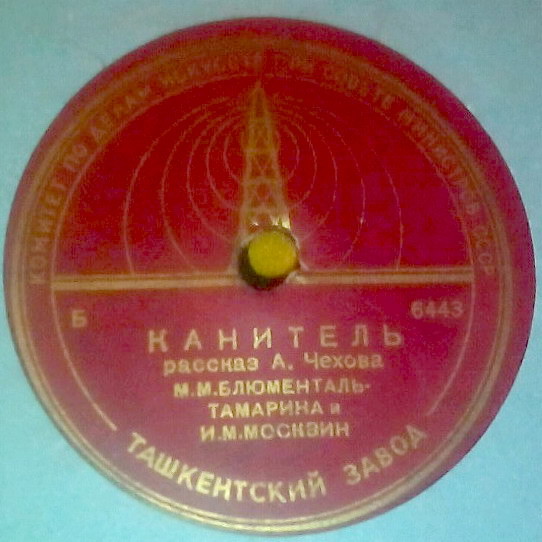 КОМИТЕТ ПО ДЕЛАМ ИСКУССТВ ПРИ СОВЕТЕ МИНИСТРОВ СССР
Б 6443
КАНИТЕЛЬ
рассказ А. Чехова
М.М.БЛЮМЕНТАЛЬ-
ТАМАРИНА и
И.М.МОСКВИН
ТАШКЕНТСКИЙ ЗАВОД